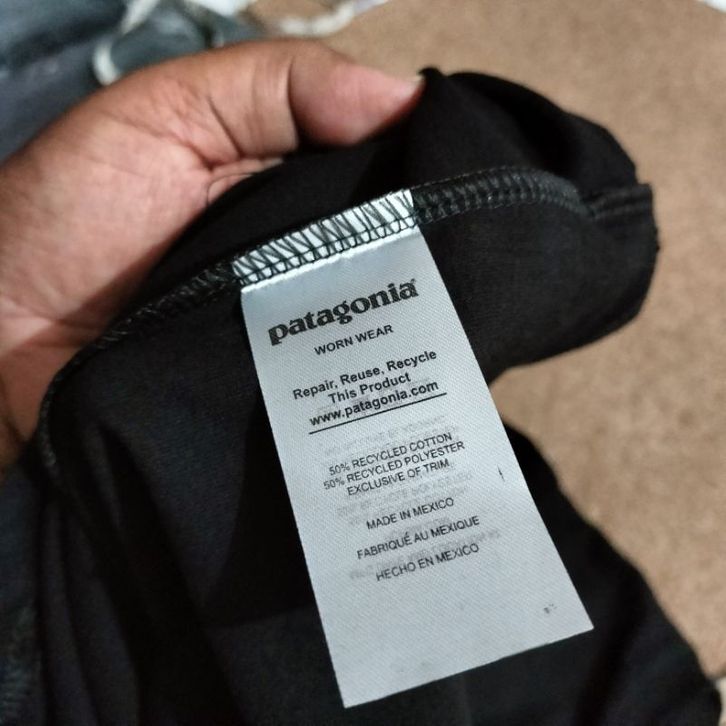 patagonia®
WORN WEAR
Repair, Reuse, Recycle
This Product
www.patagonia.com
50% RECYCLED COTTON
50% RECYCLED POLYESTER
EXCLUSIVE OF TRIM
MADE IN MEXICO
FABRIQUÉ AU MEXIQUE
HECHO EN MEXICO